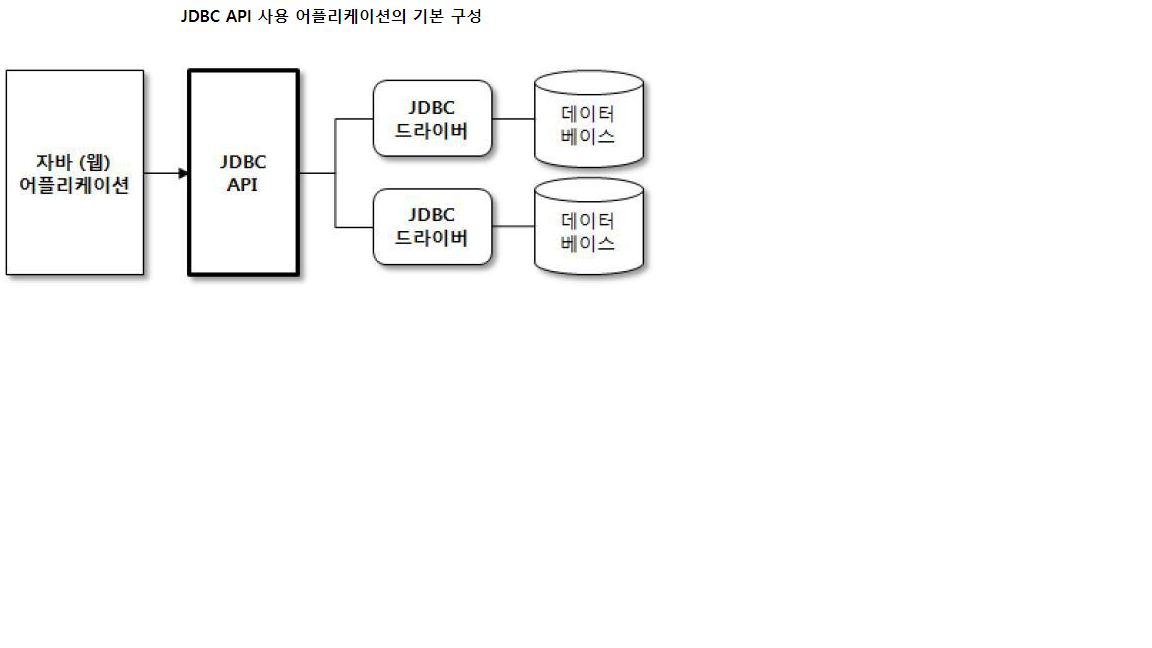 JDBC API 사용 어플리케이션의 기본 구성
자바 (웹)
어플리케이션
JDBC
API
JDBC
드라이버
데이터
베이스
JDBC
드라이버
데이터
베이스